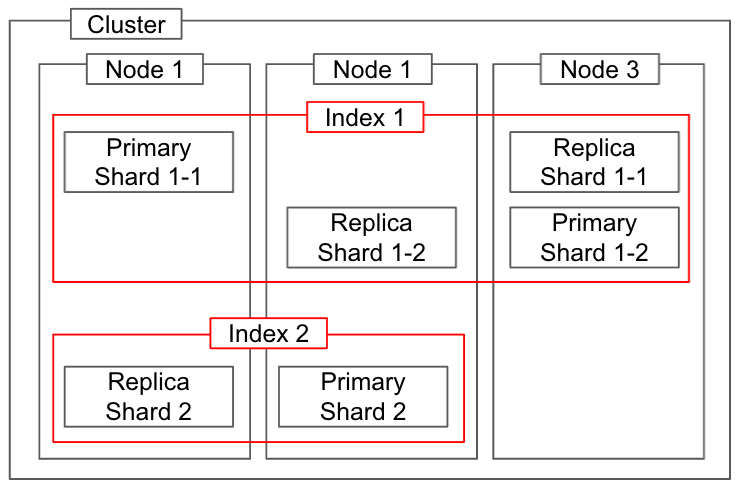 Cluster
Node 1
Node 1
Node 3
Index 1
Primary
Shard 1-1
Replica
Shard 1-1
Replica
Shard 1-2
Primary
Shard 1-2
Index 2
Replica
Shard 2
Primary
Shard 2